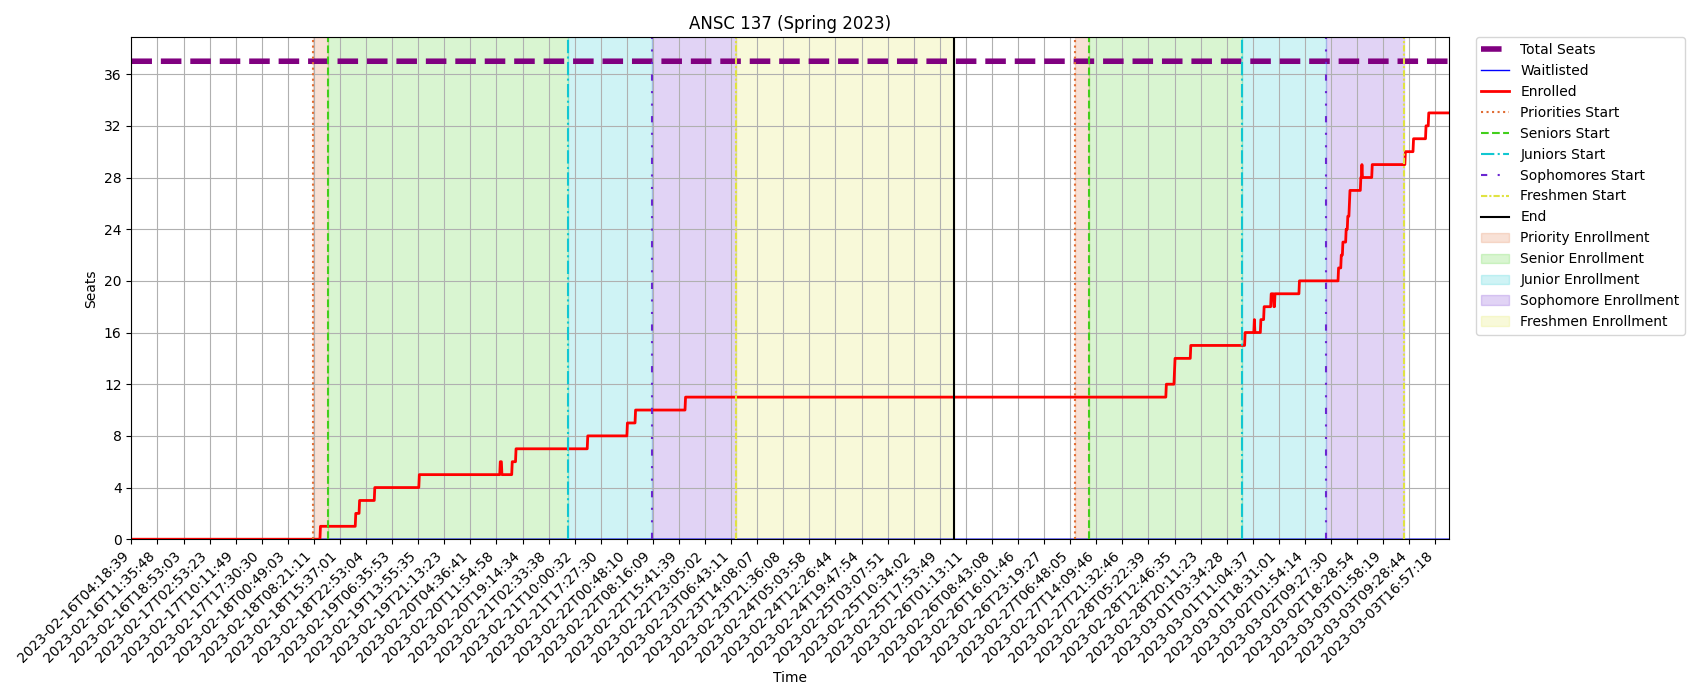 ANSC 137 (Spring 2023)
Seats
36
32
28
24
20
16
12
8
4
0
2023-02-16T04:18:39
2023-02-16T11:35:48
2023-02-16T18:53:03
2023-02-17T02:53:23
2023-02-17T10:11:49
2023-02-17T17:30:30
2023-02-18T00:49:03
2023-02-18T08:21:11
2023-02-18T15:37:01
2023-02-18T22:53:04
2023-02-19T06:35:53
2023-02-19T13:55:35
2023-02-19T21:13:23
2023-02-20T04:36:41
2023-02-20T11:54:58
2023-02-20T19:14:34
2023-02-21T02:33:38
2023-02-21T10:00:32
2023-02-21T17:27:30
2023-02-22T00:48:10
2023-02-22T08:16:09
2023-02-22T15:41:39
2023-02-22T23:05:02
2023-02-23T06:43:11
2023-02-23T14:08:07
2023-02-23T21:36:08
2023-02-24T05:03:58
2023-02-24T12:26:44
2023-02-24T19:47:54
2023-02-25T03:07:51
2023-02-25T10:34:02
2023-02-25T17:53:49
2023-02-26T01:13:11
2023-02-26T08:43:08
2023-02-26T16:01:46
2023-02-26T23:19:27
2023-02-27T06:48:05
2023-02-27T14:09:46
2023-02-27T21:32:46
2023-02-28T05:22:39
2023-02-28T12:46:35
2023-02-28T20:11:23
2023-03-01T03:34:28
2023-03-01T11:04:37
2023-03-01T18:31:01
2023-03-02T01:54:14
2023-03-02T09:27:30
2023-03-02T18:28:54
2023-03-03T01:58:19
2023-03-03T09:28:44
2023-03-03T16:57:18
Time
Total Seats
Waitlisted
Enrolled
Priorities Start
Seniors Start
Juniors Start
Sophomores Start
Freshmen Start
End
Priority Enrollment
Senior Enrollment
Junior Enrollment
Sophomore Enrollment
Freshmen Enrollment